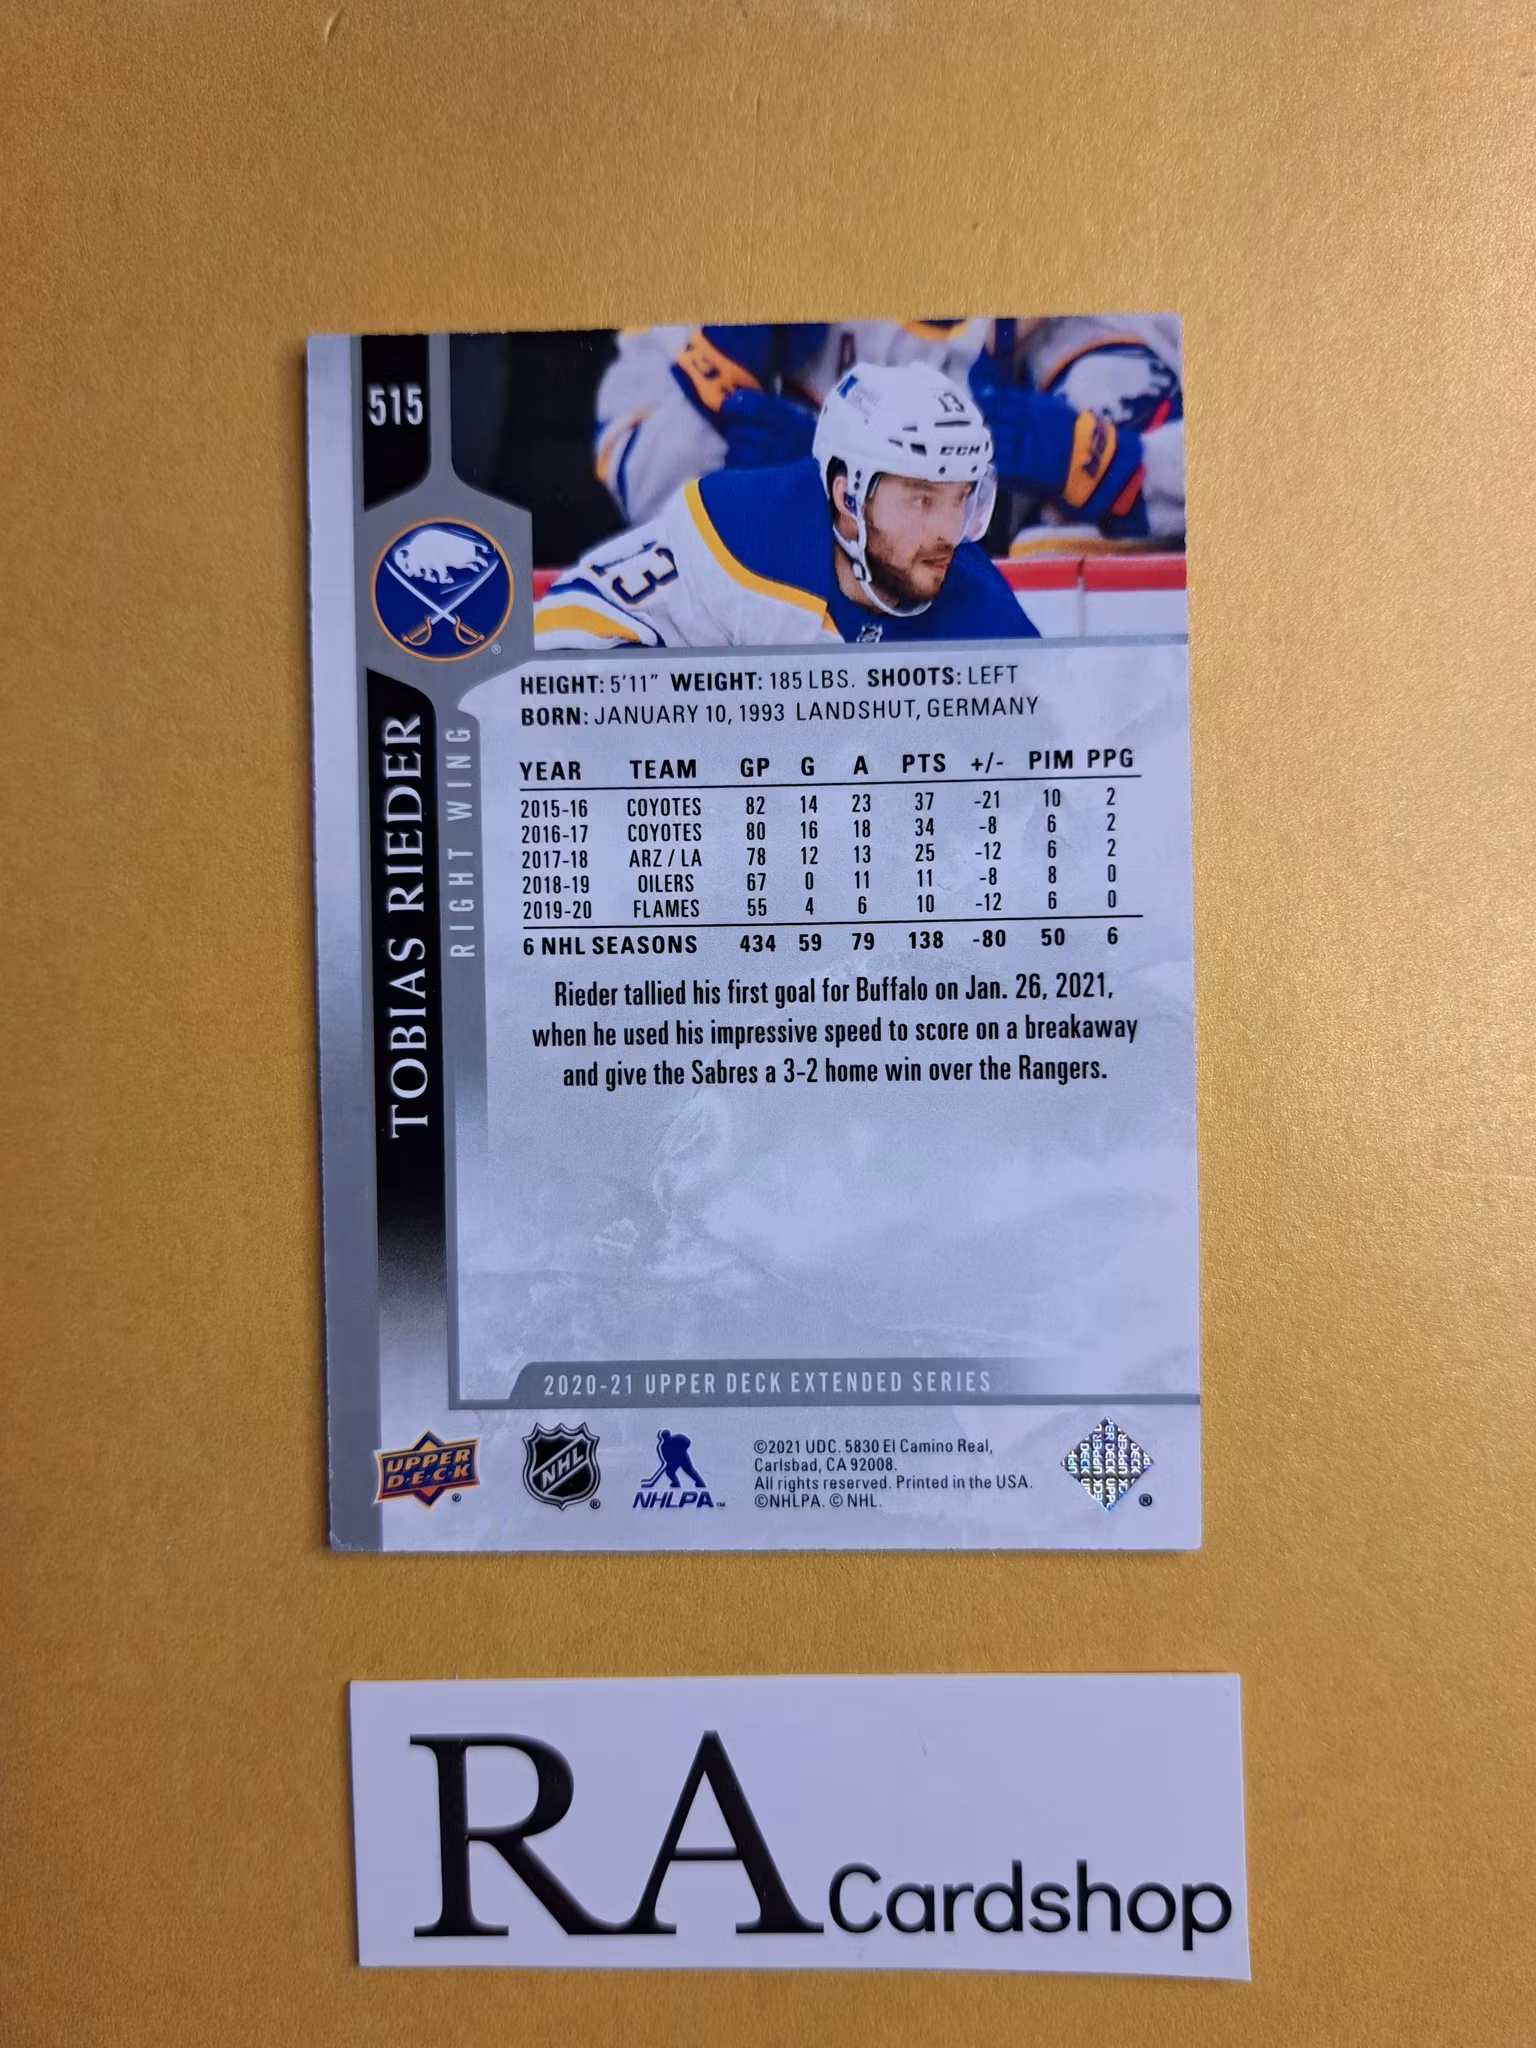 515
13
CCM
13
TOBIAS RIEDER
RIGHT WING
HEIGHT: 5'11" WEIGHT: 185 LBS. SHOOTS: LEFT
BORN: JANUARY 10, 1993 LANDSHUT, GERMANY
YEAR TEAM GP G A PTS +/- PIM PPG
2015-16 COYOTES 82 14 23 37 -21 10 2
2016-17 COYOTES 80 16 18 34 -8 6 2
2017-18 ARZ / LA 78 12 13 25 -12 6 2
2018-19 OILERS 67 0 11 11 -8 8 0
2019-20 FLAMES 55 4 6 10 -12 6 0
6 NHL SEASONS 434 59 79 138 -80 50 6
Rieder tallied his first goal for Buffalo on Jan. 26, 2021,
when he used his impressive speed to score on a breakaway
and give the Sabres a 3-2 home win over the Rangers.
2020-21 UPPER DECK EXTENDED SERIES
UPPER
D·E·C·K ®
NHL ®
NHLPA™
©2021 UDC. 5830 El Camino Real,
Carlsbad, CA 92008.
All rights reserved. Printed in the USA.
©NHLPA. © NHL.
UPPER DECK
®
RA Cardshop